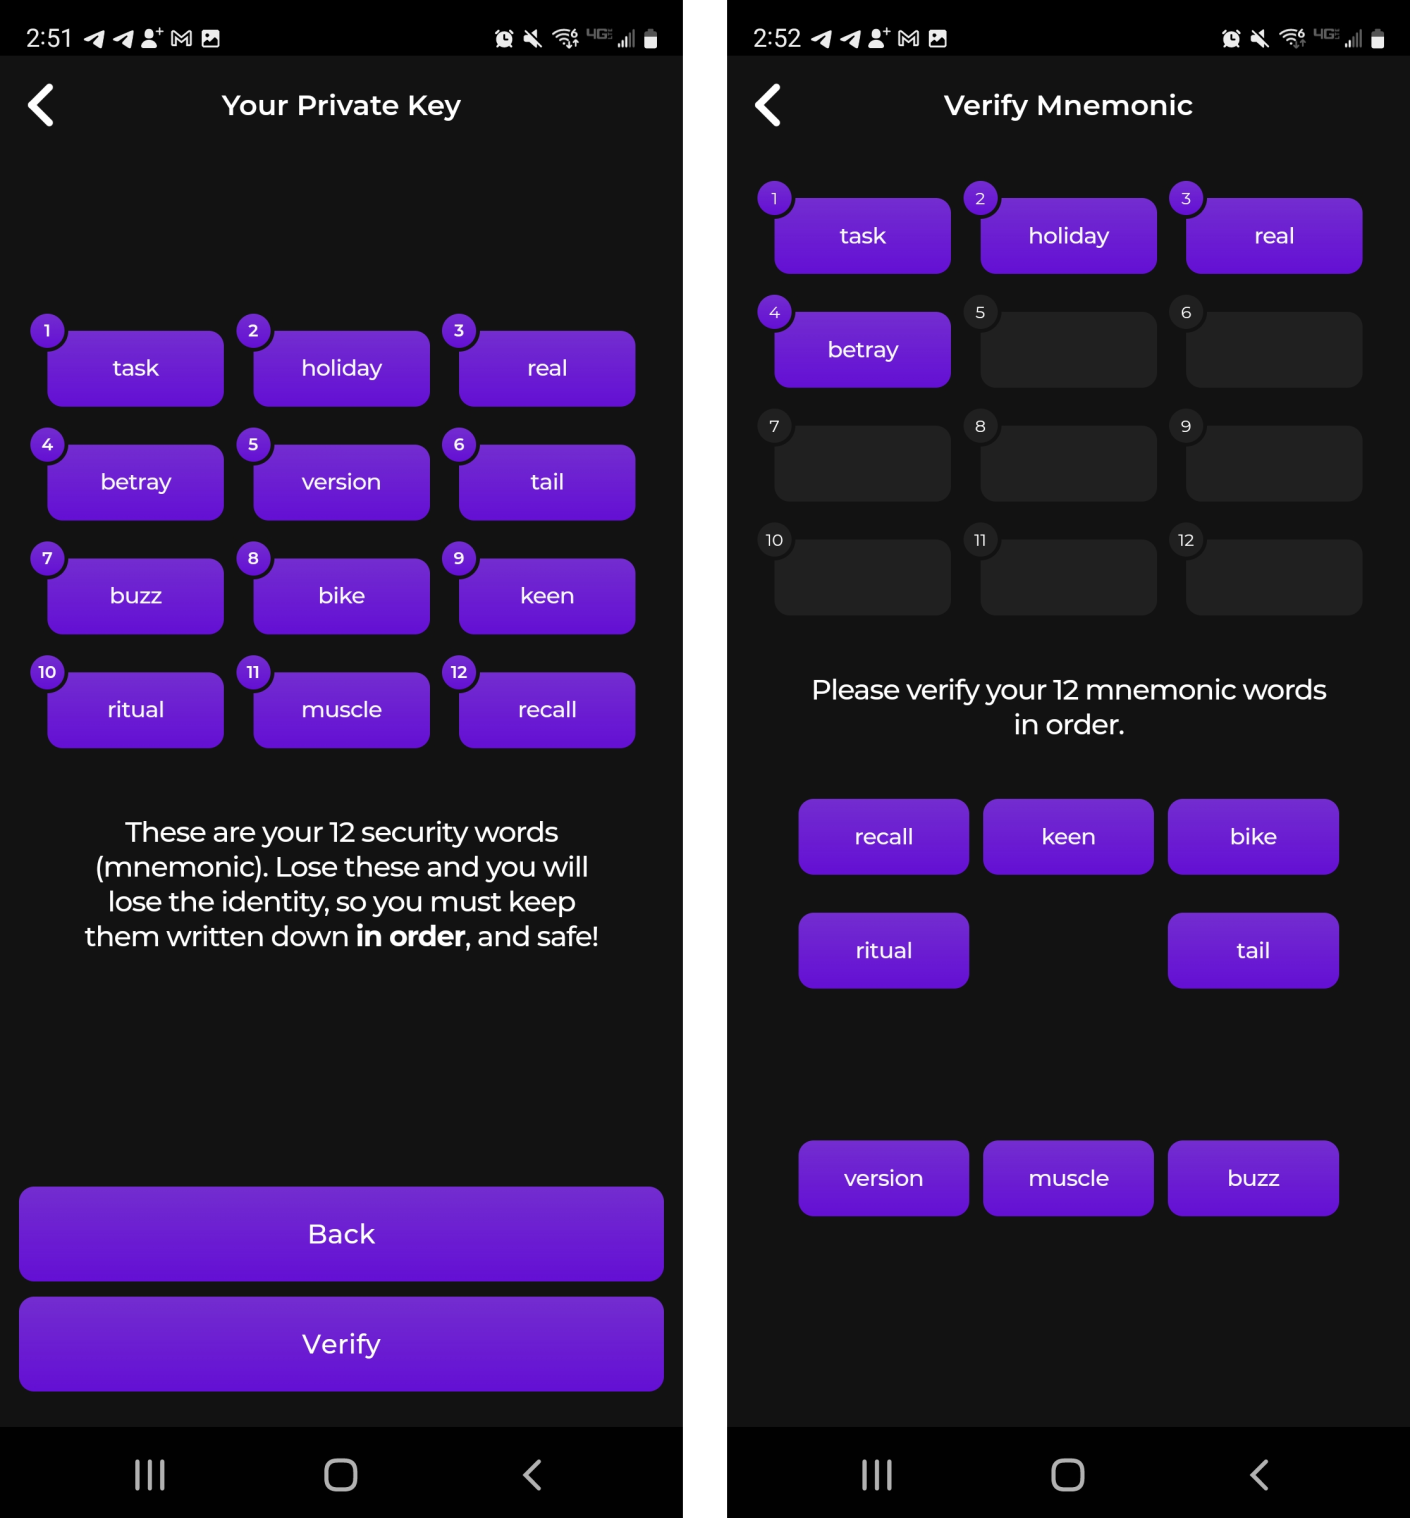 2:51
4G
Your Private Key
1 2 3
task holiday real
4 5 6
betray version tail
7 8 9
buzz bike keen
10 11 12
ritual muscle recall
These are your 12 security words
(mnemonic). Lose these and you will
lose the identity, so you must keep
them written down in order, and safe!
Back
Verify
2:52
4G
Verify Mnemonic
1 2 3
task holiday real
4 5 6
betray
7 8 9
10 11 12
Please verify your 12 mnemonic words
in order.
recall keen bike
ritual tail
version muscle buzz